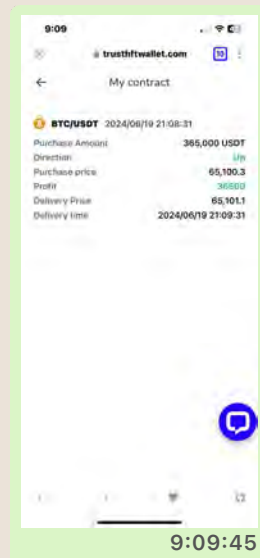 9:09
trusthftwallet.com
My contract
BTC/USDT 2024/06/19 21:08:31
Purchase Amount 365,000 USDT
Direction Up
Purchase price 65,100.3
Profit 36500
Delivery Price 65,101.1
Delivery time 2024/06/19 21:09:31
9:09:45